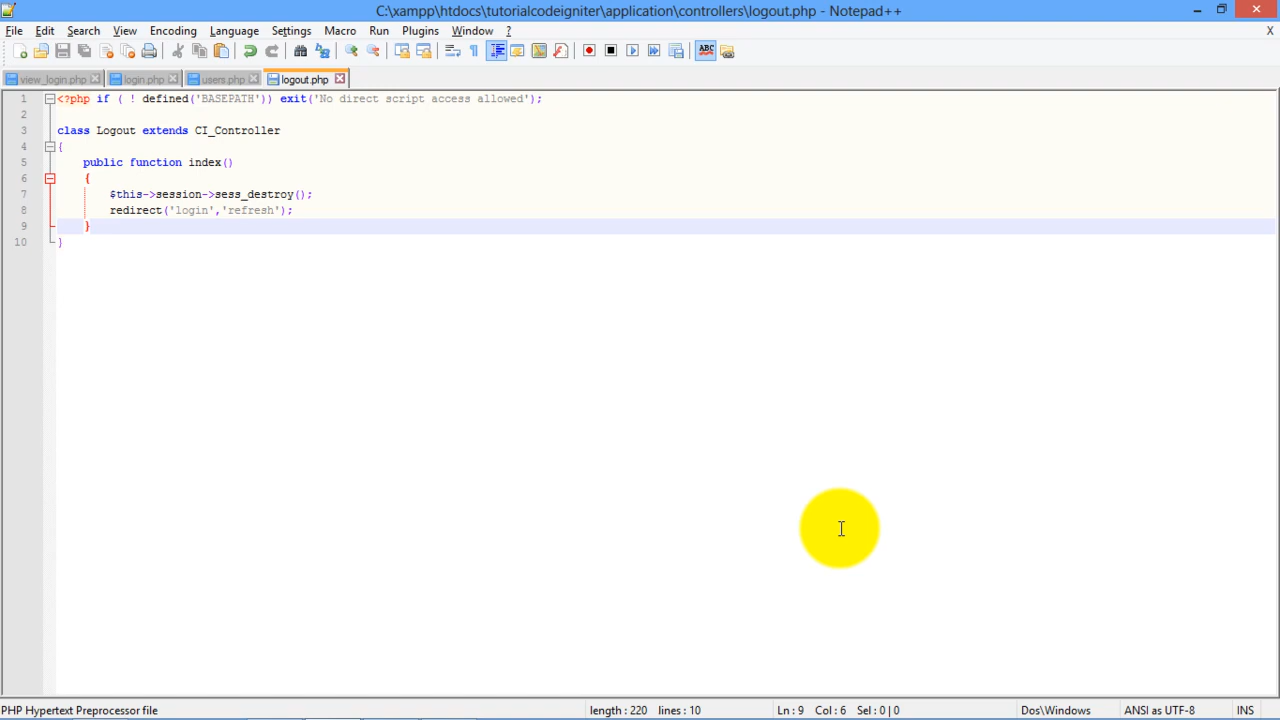 C:\xampp\htdocs\tutorialcodeigniter\application\controllers\logout.php - Notepad++
File Edit Search View Encoding Language Settings Macro Run Plugins Window ? X
view_login.php login.php users.php logout.php
1 <?php if ( ! defined('BASEPATH')) exit('No direct script access allowed');
2
3 class Logout extends CI_Controller
4 {
5 public function index()
6 {
7 $this->session->sess_destroy();
8 redirect('login','refresh');
9 }
10 }
PHP Hypertext Preprocessor file length : 220 lines : 10 Ln : 9 Col : 6 Sel : 0 | 0 Dos\Windows ANSI as UTF-8 INS